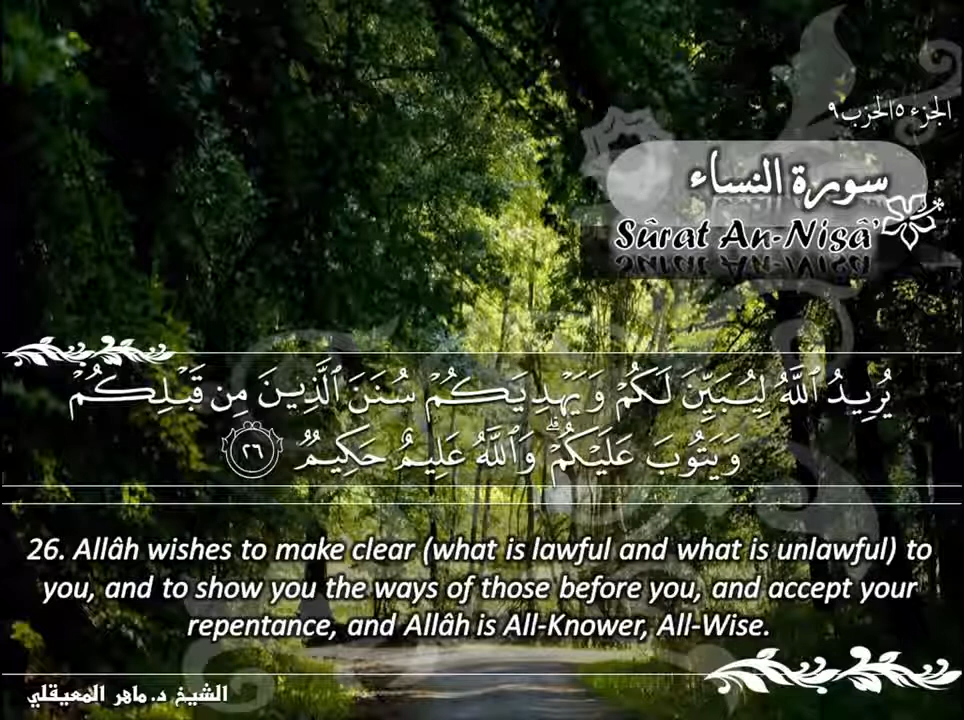 الجزء ٥ الحزب ٩
سورة النساء
Sûrat An-Nisâ'
يُرِيدُ ٱللَّهُ لِيُبَيِّنَ لَكُمْ وَيَهْدِيَكُمْ سُنَنَ ٱلَّذِينَ مِن قَبْلِكُمْ
وَيَتُوبَ عَلَيْكُمْ ۗ وَٱللَّهُ عَلِيمٌ حَكِيمٌ ٢٦
26. Allâh wishes to make clear (what is lawful and what is unlawful) to
you, and to show you the ways of those before you, and accept your
repentance, and Allâh is All-Knower, All-Wise.
الشيخ د. ماهر المعيقلي